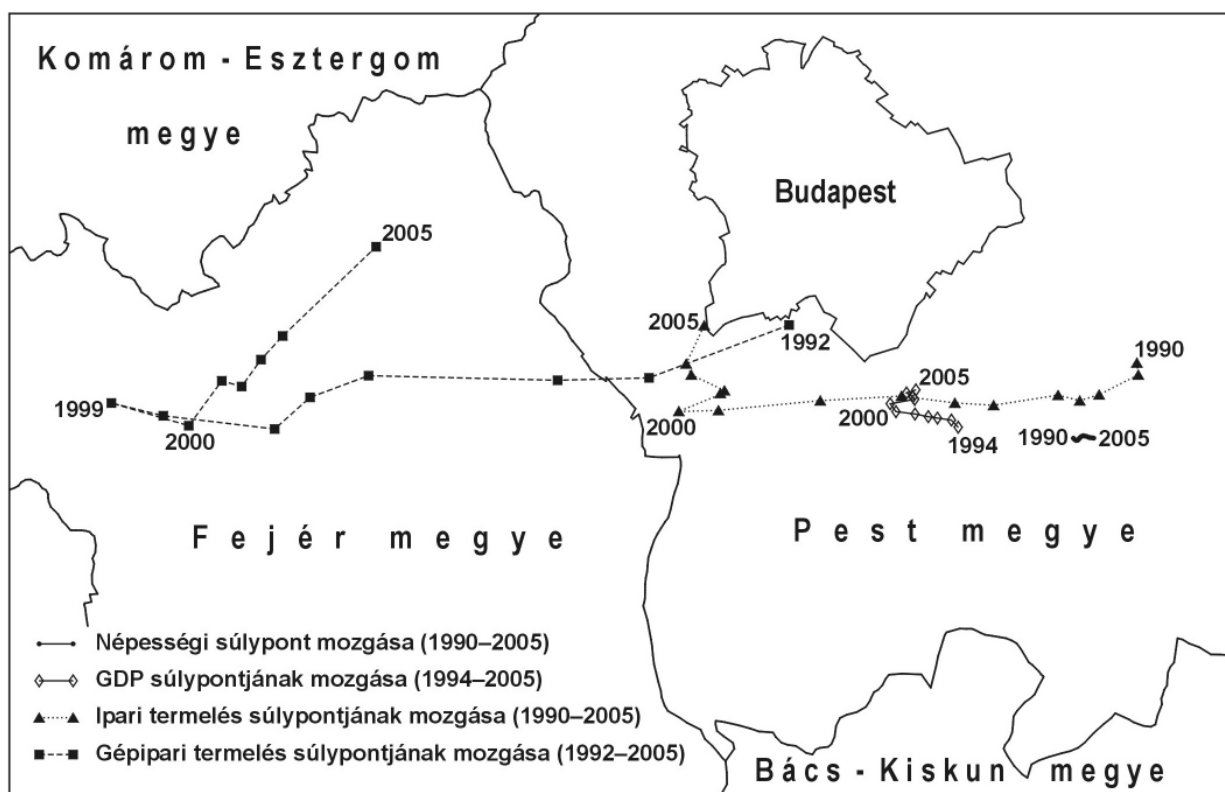 Komárom - Esztergom
megye
Budapest
2005
2005
1992
1990
1999
2000
2000
2005
2000
1994
1990
2005
Fejér megye
Pest megye
Népességi súlypont mozgása (1990–2005)
GDP súlypontjának mozgása (1994–2005)
Ipari termelés súlypontjának mozgása (1990–2005)
Gépipari termelés súlypontjának mozgása (1992–2005)
Bács - Kiskun megye